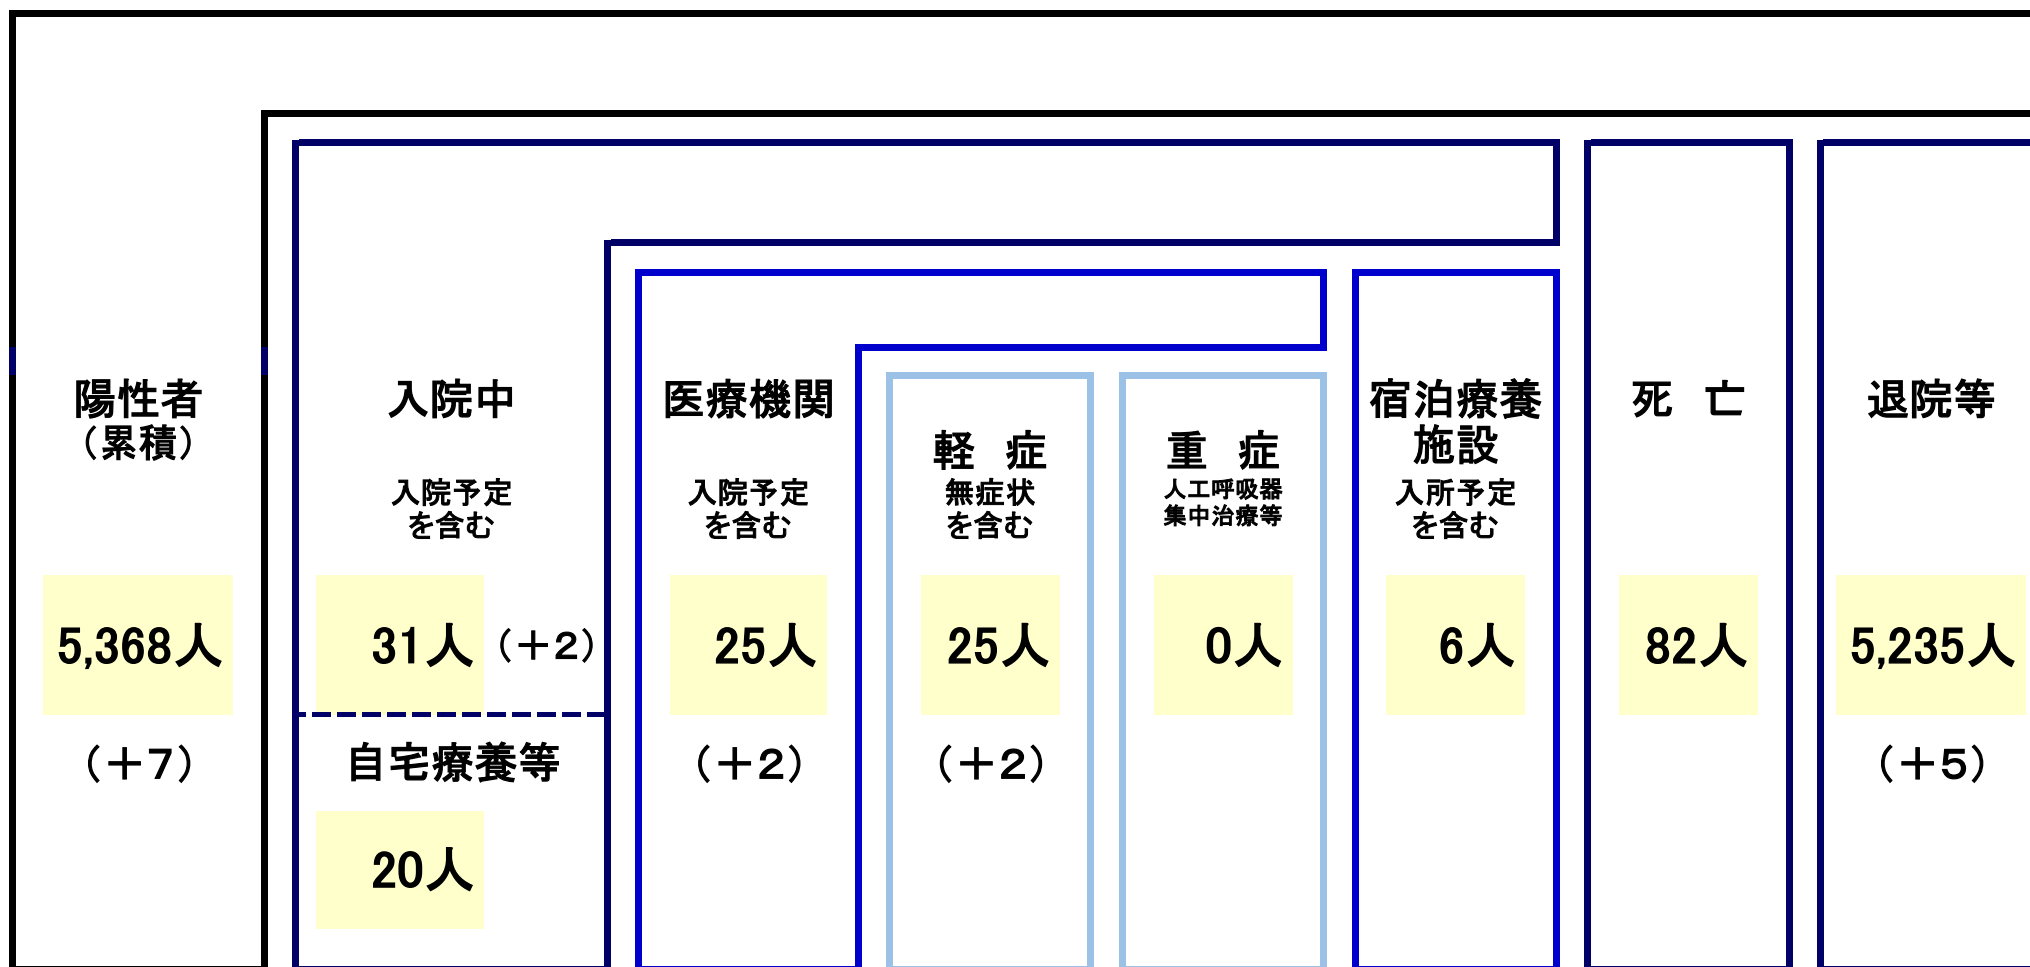 陽性者
（累積）
5,368人
（＋7）
入院中
入院予定
を含む
31人（＋2）
自宅療養等
20人
医療機関
入院予定
を含む
25人
（＋2）
軽　症
無症状
を含む
25人
（＋2）
重　症
人工呼吸器
集中治療等
0人
宿泊療養
施設
入所予定
を含む
6人
死　亡
82人
退院等
5,235人
（＋5）